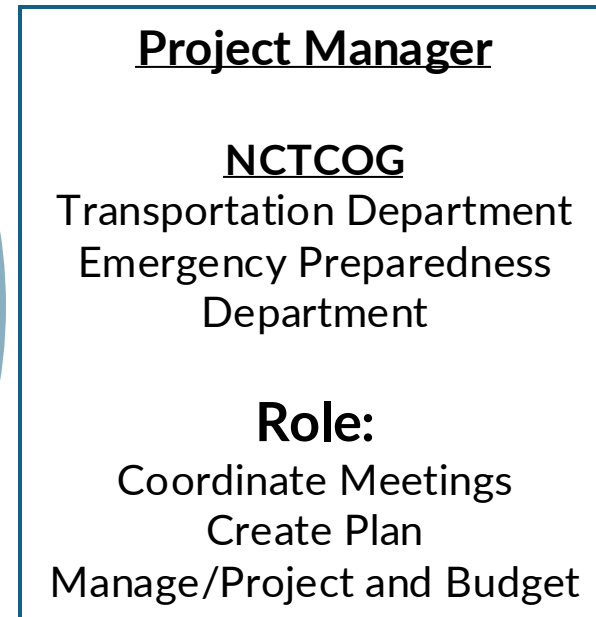 Project Manager
NCTCOG
Transportation Department
Emergency Preparedness
Department
Role:
Coordinate Meetings
Create Plan
Manage/Project and Budget